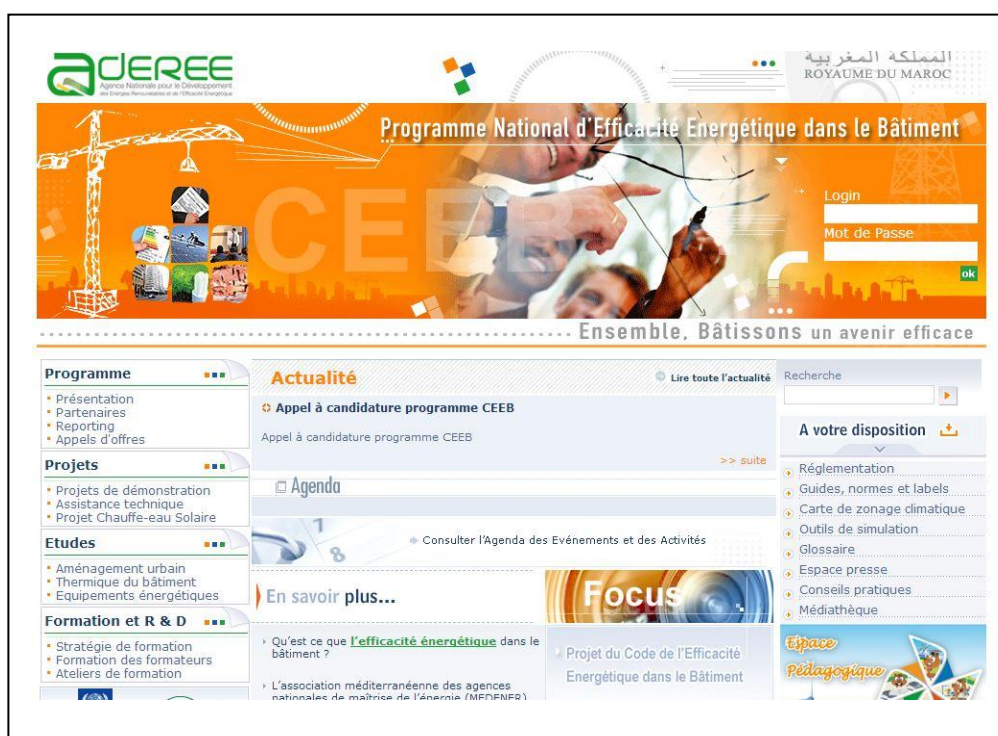 aDEREE
Agence Nationale pour le Développement
des Energies Renouvelables et de l'Efficacité Energétique
المملكة المغربية
ROYAUME DU MAROC
Programme National d'Efficacité Energétique dans le Bâtiment
CEEB
Login
Mot de Passe
ok
Ensemble, Bâtissons un avenir efficace
Programme
Présentation
Partenaires
Reporting
Appels d'offres
Projets
Projets de démonstration
Assistance technique
Projet Chauffe-eau Solaire
Etudes
Aménagement urbain
Thermique du bâtiment
Equipements énergétiques
Formation et R & D
Stratégie de formation
Formation des formateurs
Ateliers de formation
Actualité
Lire toute l'actualité
Appel à candidature programme CEEB
Appel à candidature programme CEEB
>> suite
Agenda
1
8
Consulter l'Agenda des Evénements et des Activités
En savoir plus...
Focus
Qu'est ce que l'efficacité énergétique dans le
bâtiment ?
L'association méditerranéenne des agences
nationales de maîtrise de l'énergie (MEDENER)
Projet du Code de l'Efficacité
Energétique dans le Bâtiment
Recherche
A votre disposition
Réglementation
Guides, normes et labels
Carte de zonage climatique
Outils de simulation
Glossaire
Espace presse
Conseils pratiques
Médiathèque
Espace
Pédagogique